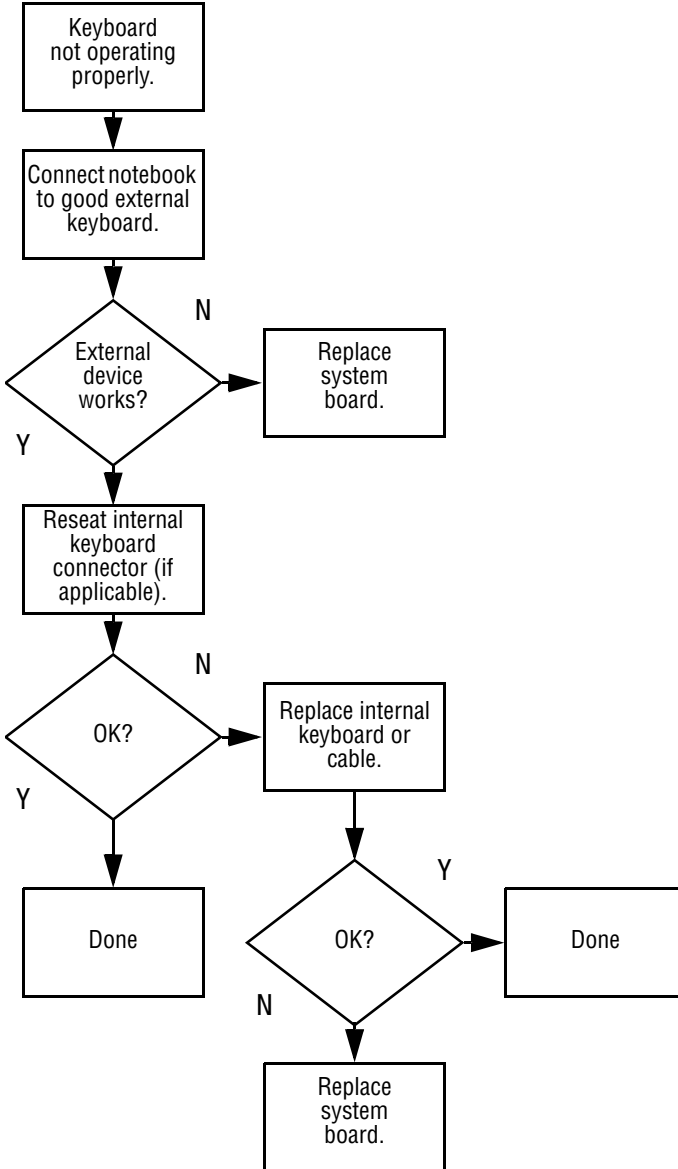 Keyboard
not operating
properly.
Connect notebook
to good external
keyboard.
N
External
device
works?
Replace
system
board.
Y
Reseat internal
keyboard
connector (if
applicable).
N
OK?
Replace internal
keyboard or
cable.
Y
Y
Done
OK?
Done
N
Replace
system
board.